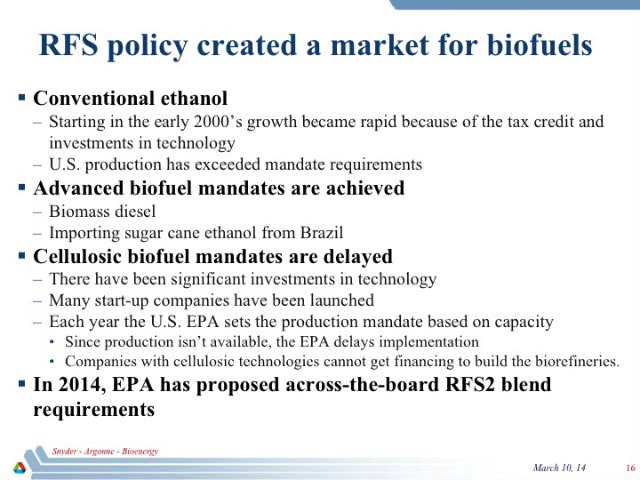 RFS policy created a market for biofuels
▪ Conventional ethanol
– Starting in the early 2000's growth became rapid because of the tax credit and
investments in technology
– U.S. production has exceeded mandate requirements
▪ Advanced biofuel mandates are achieved
– Biomass diesel
– Importing sugar cane ethanol from Brazil
▪ Cellulosic biofuel mandates are delayed
– There have been significant investments in technology
– Many start-up companies have been launched
– Each year the U.S. EPA sets the production mandate based on capacity
• Since production isn't available, the EPA delays implementation
• Companies with cellulosic technologies cannot get financing to build the biorefineries.
▪ In 2014, EPA has proposed across-the-board RFS2 blend
requirements
Snyder - Argonne - Bioenergy
March 10, 14
16